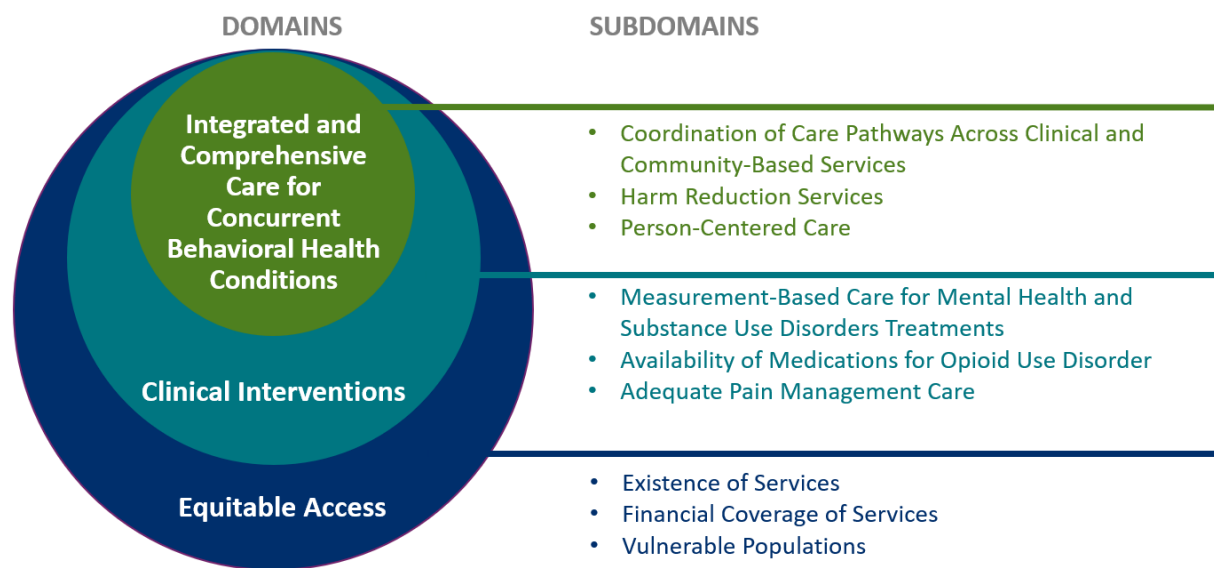 DOMAINS
SUBDOMAINS
Integrated and
Comprehensive
Care for
Concurrent
Behavioral Health
Conditions
Clinical Interventions
Equitable Access
• Coordination of Care Pathways Across Clinical and
Community-Based Services
• Harm Reduction Services
• Person-Centered Care
• Measurement-Based Care for Mental Health and
Substance Use Disorders Treatments
• Availability of Medications for Opioid Use Disorder
• Adequate Pain Management Care
• Existence of Services
• Financial Coverage of Services
• Vulnerable Populations